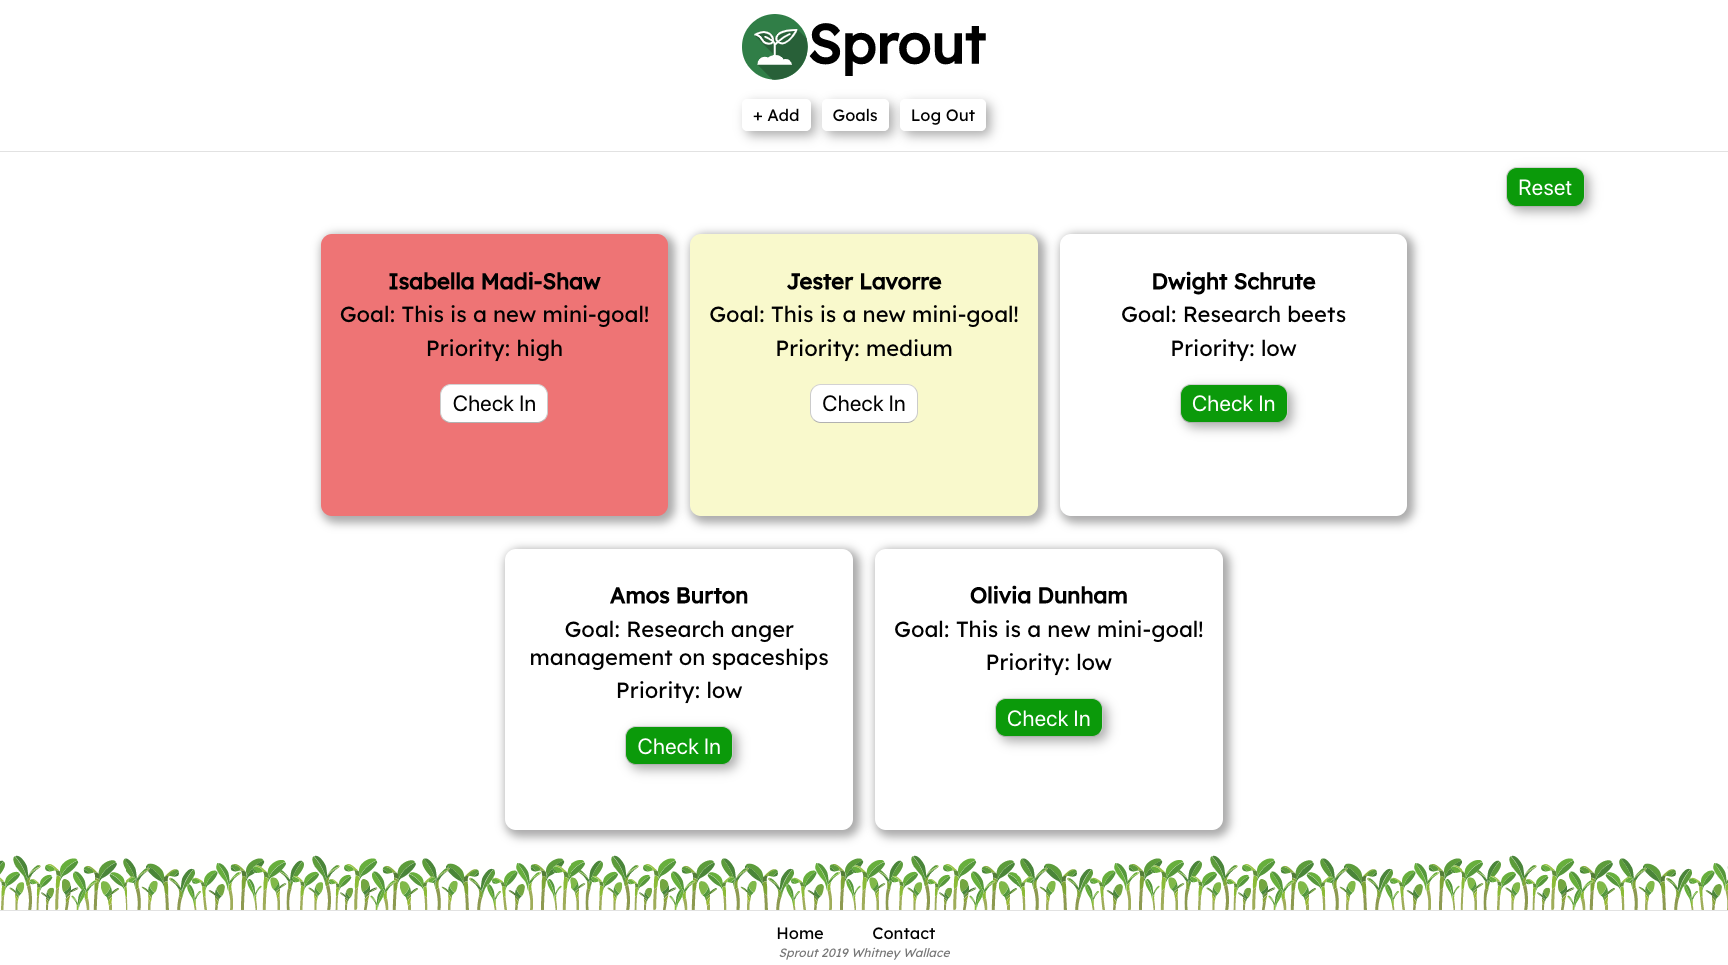 Sprout
+ Add
Goals
Log Out
Reset
Isabella Madi-Shaw
Goal: This is a new mini-goal!
Priority: high
Check In
Jester Lavorre
Goal: This is a new mini-goal!
Priority: medium
Check In
Dwight Schrute
Goal: Research beets
Priority: low
Check In
Amos Burton
Goal: Research anger
management on spaceships
Priority: low
Check In
Olivia Dunham
Goal: This is a new mini-goal!
Priority: low
Check In
Home
Contact
Sprout 2019 Whitney Wallace